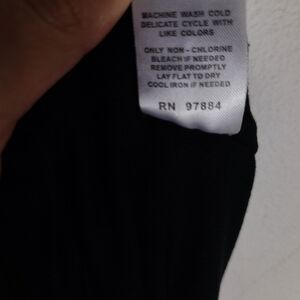 MACHINE WASH COLD
DELICATE CYCLE WITH
LIKE COLORS
ONLY NON - CHLORINE
BLEACH IF NEEDED
REMOVE PROMPTLY
LAY FLAT TO DRY
COOL IRON IF NEEDED
RN 97884